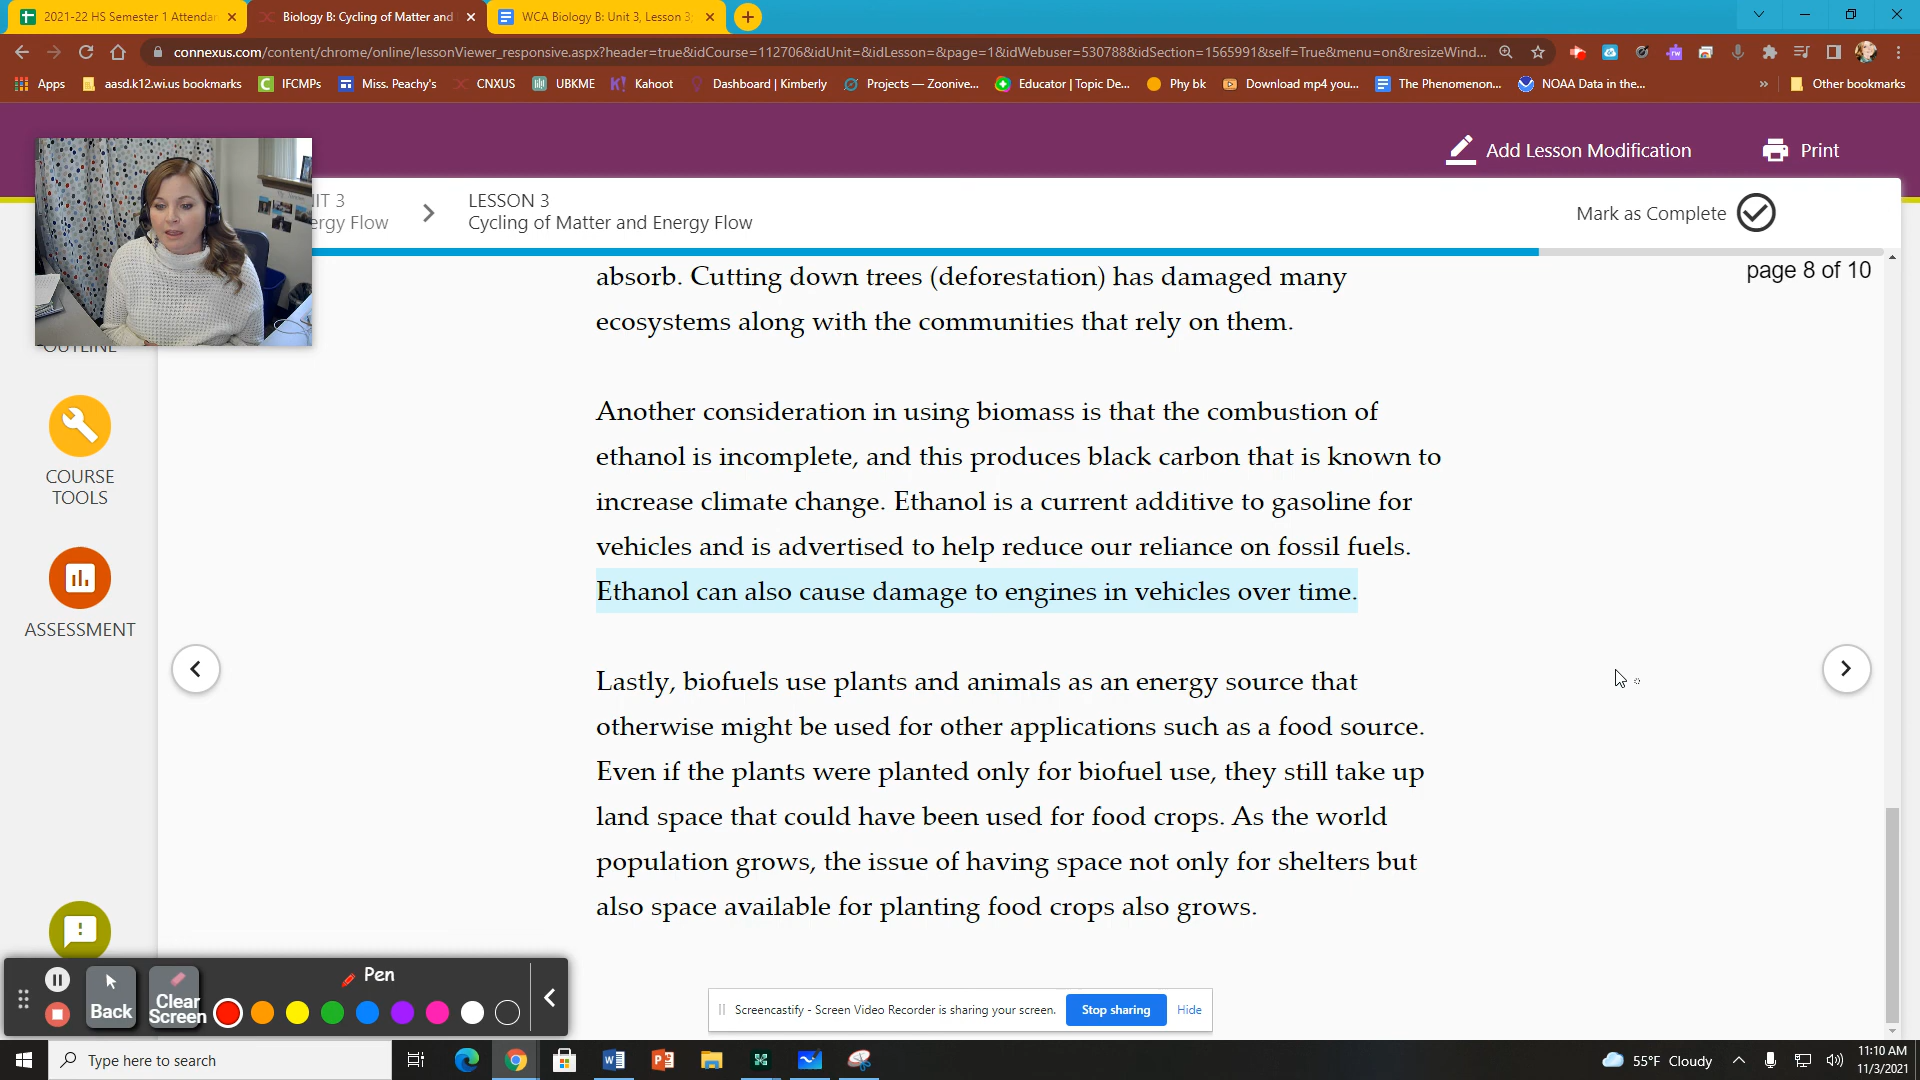 2021-22 HS Semester 1 Attendan
Biology B: Cycling of Matter and
WCA Biology B: Unit 3, Lesson 3
connexus.com/content/chrome/online/lessonViewer_responsive.aspx?header=true&idCourse=112706&idUnit=&idLesson=&page=1&idWebuser=530788&idSection=1565991&self=True&menu=on&resizeWind...
Apps
aasd.k12.wi.us bookmarks
IFCMPs
Miss. Peachy's
CNXUS
UBKME
Kahoot
Dashboard | Kimberly
Projects — Zoonive...
Educator | Topic De...
Phy bk
Download mp4 you...
The Phenomenon...
NOAA Data in the...
»
Other bookmarks
Add Lesson Modification
Print
NIT 3
ergy Flow
LESSON 3
Cycling of Matter and Energy Flow
Mark as Complete
page 8 of 10
absorb. Cutting down trees (deforestation) has damaged many
ecosystems along with the communities that rely on them.
Another consideration in using biomass is that the combustion of
ethanol is incomplete, and this produces black carbon that is known to
increase climate change. Ethanol is a current additive to gasoline for
vehicles and is advertised to help reduce our reliance on fossil fuels.
Ethanol can also cause damage to engines in vehicles over time.
Lastly, biofuels use plants and animals as an energy source that
otherwise might be used for other applications such as a food source.
Even if the plants were planted only for biofuel use, they still take up
land space that could have been used for food crops. As the world
population grows, the issue of having space not only for shelters but
also space available for planting food crops also grows.
OUTLINE
COURSE
TOOLS
ASSESSMENT
Back
Clear
Screen
Pen
Screencastify - Screen Video Recorder is sharing your screen.
Stop sharing
Hide
Type here to search
55°F Cloudy
11:10 AM
11/3/2021